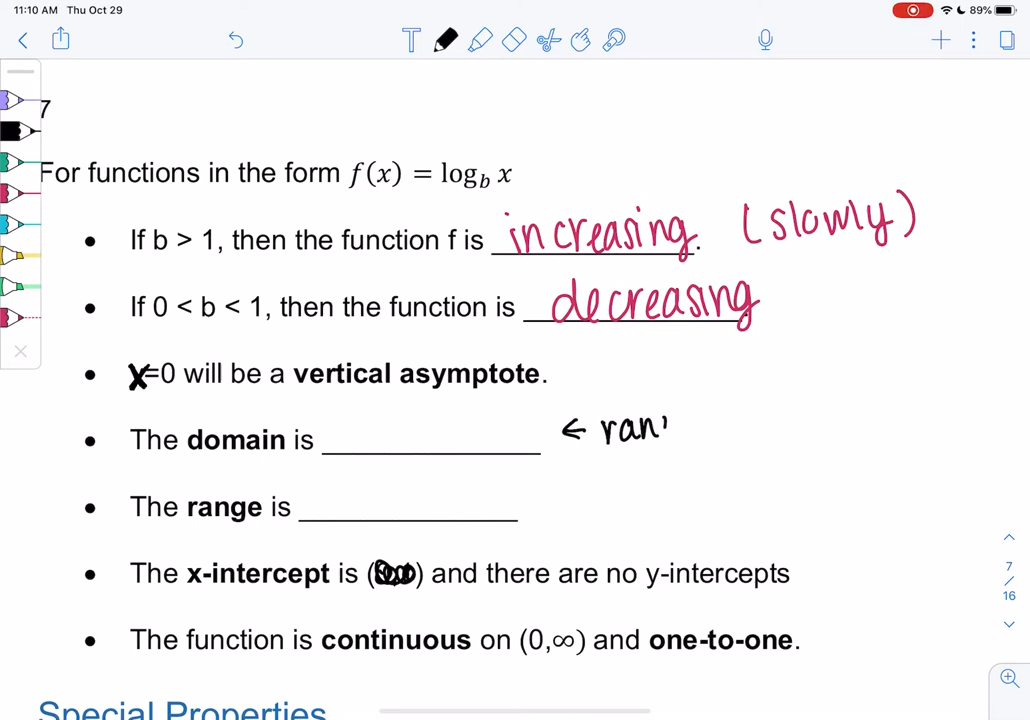 11:10 AM Thu Oct 29
89%
T
7
For functions in the form f(x) = log_b x
• If b > 1, then the function f is increasing. (slowly)
• If 0 < b < 1, then the function is decreasing.
• x=0 will be a vertical asymptote.
• The domain is ____________ ← ran
• The range is ____________
• The x-intercept is ( ) and there are no y-intercepts
• The function is continuous on (0,∞) and one-to-one.
7
/
16
Special Properties